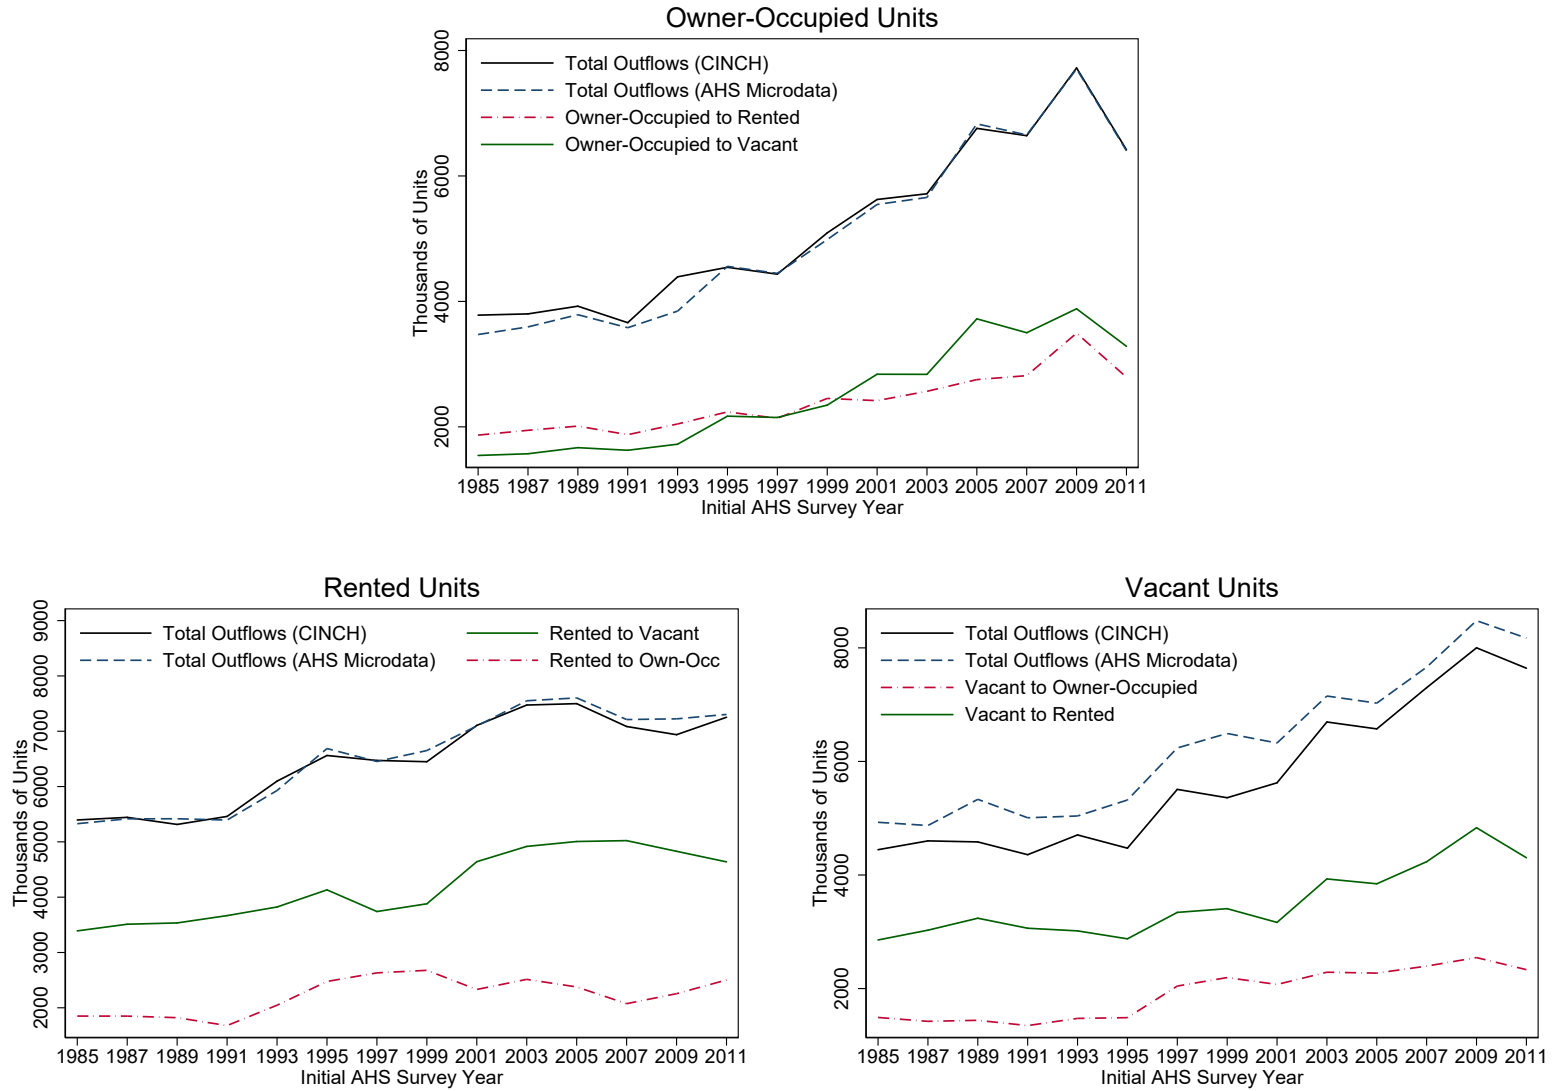 Owner-Occupied Units
Total Outflows (CINCH)
Total Outflows (AHS Microdata)
Owner-Occupied to Rented
Owner-Occupied to Vacant
Thousands of Units
8000
6000
4000
2000
1985 1987 1989 1991 1993 1995 1997 1999 2001 2003 2005 2007 2009 2011
Initial AHS Survey Year
Rented Units
Total Outflows (CINCH)
Total Outflows (AHS Microdata)
Rented to Vacant
Rented to Own-Occ
Thousands of Units
9000
8000
7000
6000
5000
4000
3000
2000
1985 1987 1989 1991 1993 1995 1997 1999 2001 2003 2005 2007 2009 2011
Initial AHS Survey Year
Vacant Units
Total Outflows (CINCH)
Total Outflows (AHS Microdata)
Vacant to Owner-Occupied
Vacant to Rented
Thousands of Units
8000
6000
4000
2000
1985 1987 1989 1991 1993 1995 1997 1999 2001 2003 2005 2007 2009 2011
Initial AHS Survey Year